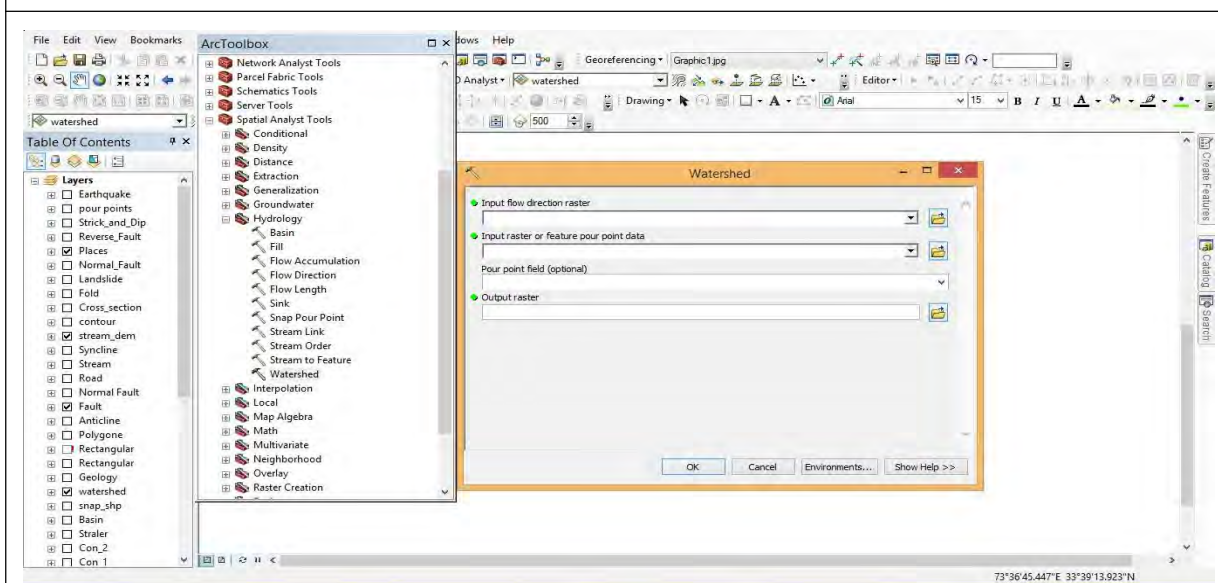 File Edit View Bookmarks
ArcToolbox
dows Help
Georeferencing Graphic1.jpg
D Analyst watershed
Editor
Drawing
A
Arial
15
B I U A
watershed
500
Table Of Contents
Layers
Earthquake
pour points
Strick_and_Dip
Reverse_Fault
Places
Normal_Fault
Landslide
Fold
Cross_section
contour
stream_dem
Syncline
Stream
Road
Normal Fault
Fault
Anticline
Polygone
Rectangular
Rectangular
Geology
watershed
snap_shp
Basin
Straler
Con_2
Con 1
Network Analyst Tools
Parcel Fabric Tools
Schematics Tools
Server Tools
Spatial Analyst Tools
Conditional
Density
Distance
Extraction
Generalization
Groundwater
Hydrology
Basin
Fill
Flow Accumulation
Flow Direction
Flow Length
Sink
Snap Pour Point
Stream Link
Stream Order
Stream to Feature
Watershed
Interpolation
Local
Map Algebra
Math
Multivariate
Neighborhood
Overlay
Raster Creation
Watershed
Input flow direction raster
Input raster or feature pour point data
Pour point field (optional)
Output raster
OK Cancel Environments... Show Help >>
Create Features
Catalog
Search
73°36'45.447"E 33°39'13.923"N